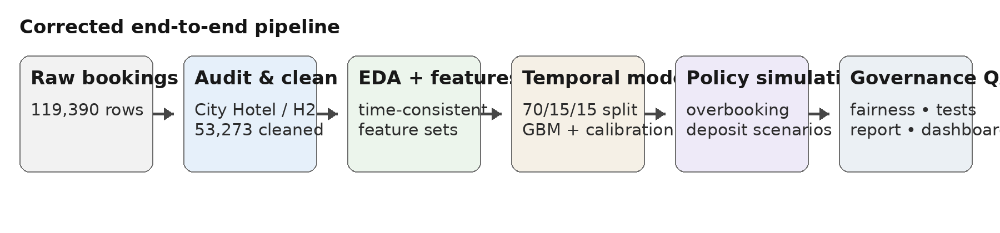 Corrected end-to-end pipeline
Raw bookings
119,390 rows
Audit & clean
City Hotel / H2
53,273 cleaned
EDA + features
time-consistent
feature sets
Temporal mode
70/15/15 split
GBM + calibration
Policy simulati
overbooking
deposit scenarios
Governance Q
fairness • tests
report • dashboar